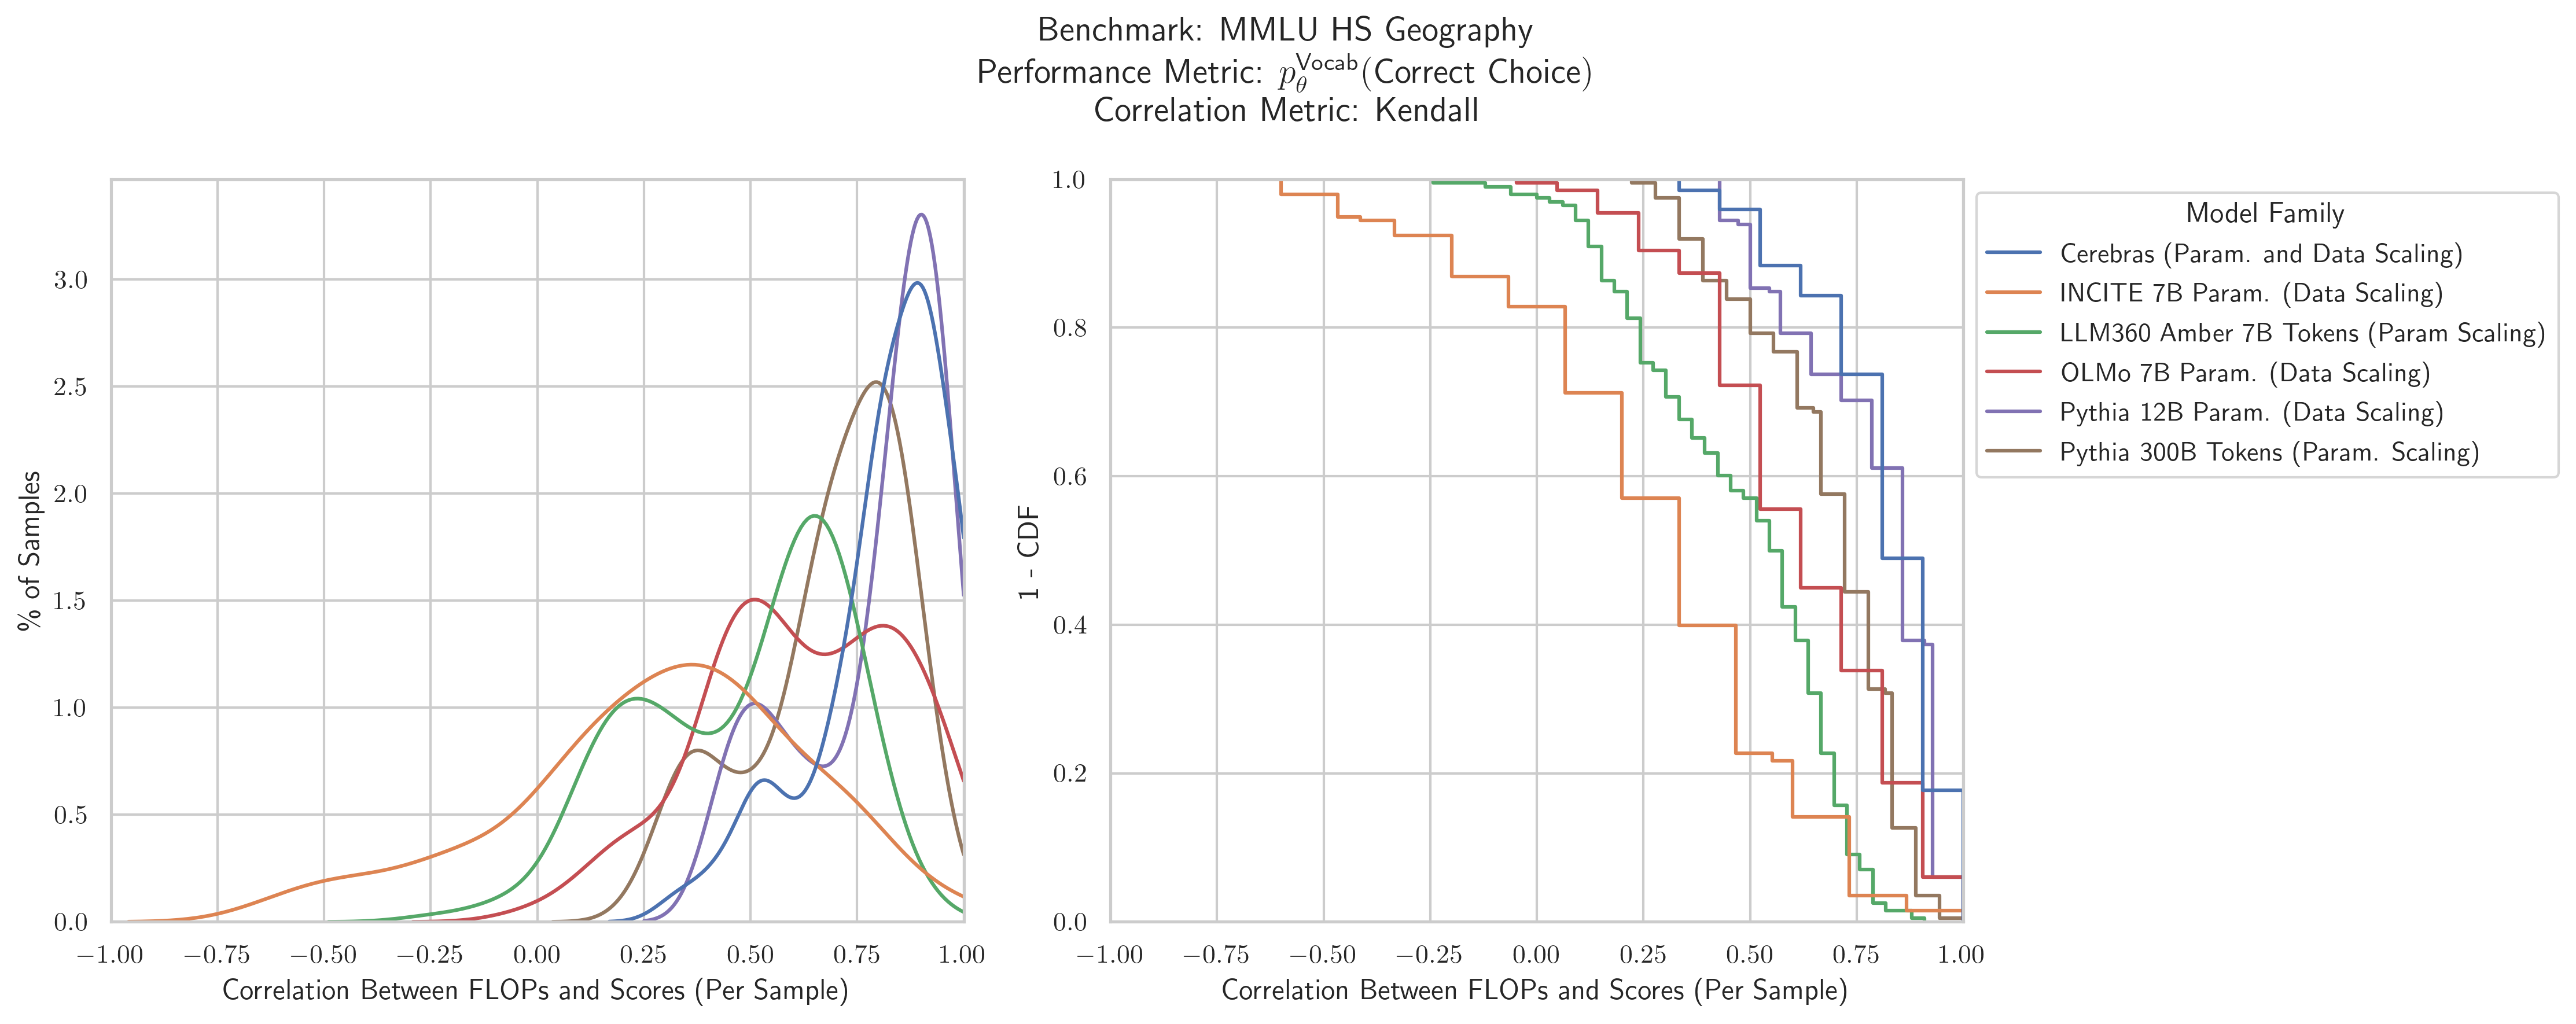 Benchmark: MMLU HS Geography
Performance Metric: $p_\theta^{\text{Vocab}}$(Correct Choice)
Correlation Metric: Kendall
% of Samples
3.0
2.5
2.0
1.5
1.0
0.5
0.0
−1.00 −0.75 −0.50 −0.25 0.00 0.25 0.50 0.75 1.00
Correlation Between FLOPs and Scores (Per Sample)
1 - CDF
1.0
0.8
0.6
0.4
0.2
0.0
−1.00 −0.75 −0.50 −0.25 0.00 0.25 0.50 0.75 1.00
Correlation Between FLOPs and Scores (Per Sample)
Model Family
Cerebras (Param. and Data Scaling)
INCITE 7B Param. (Data Scaling)
LLM360 Amber 7B Tokens (Param Scaling)
OLMo 7B Param. (Data Scaling)
Pythia 12B Param. (Data Scaling)
Pythia 300B Tokens (Param. Scaling)